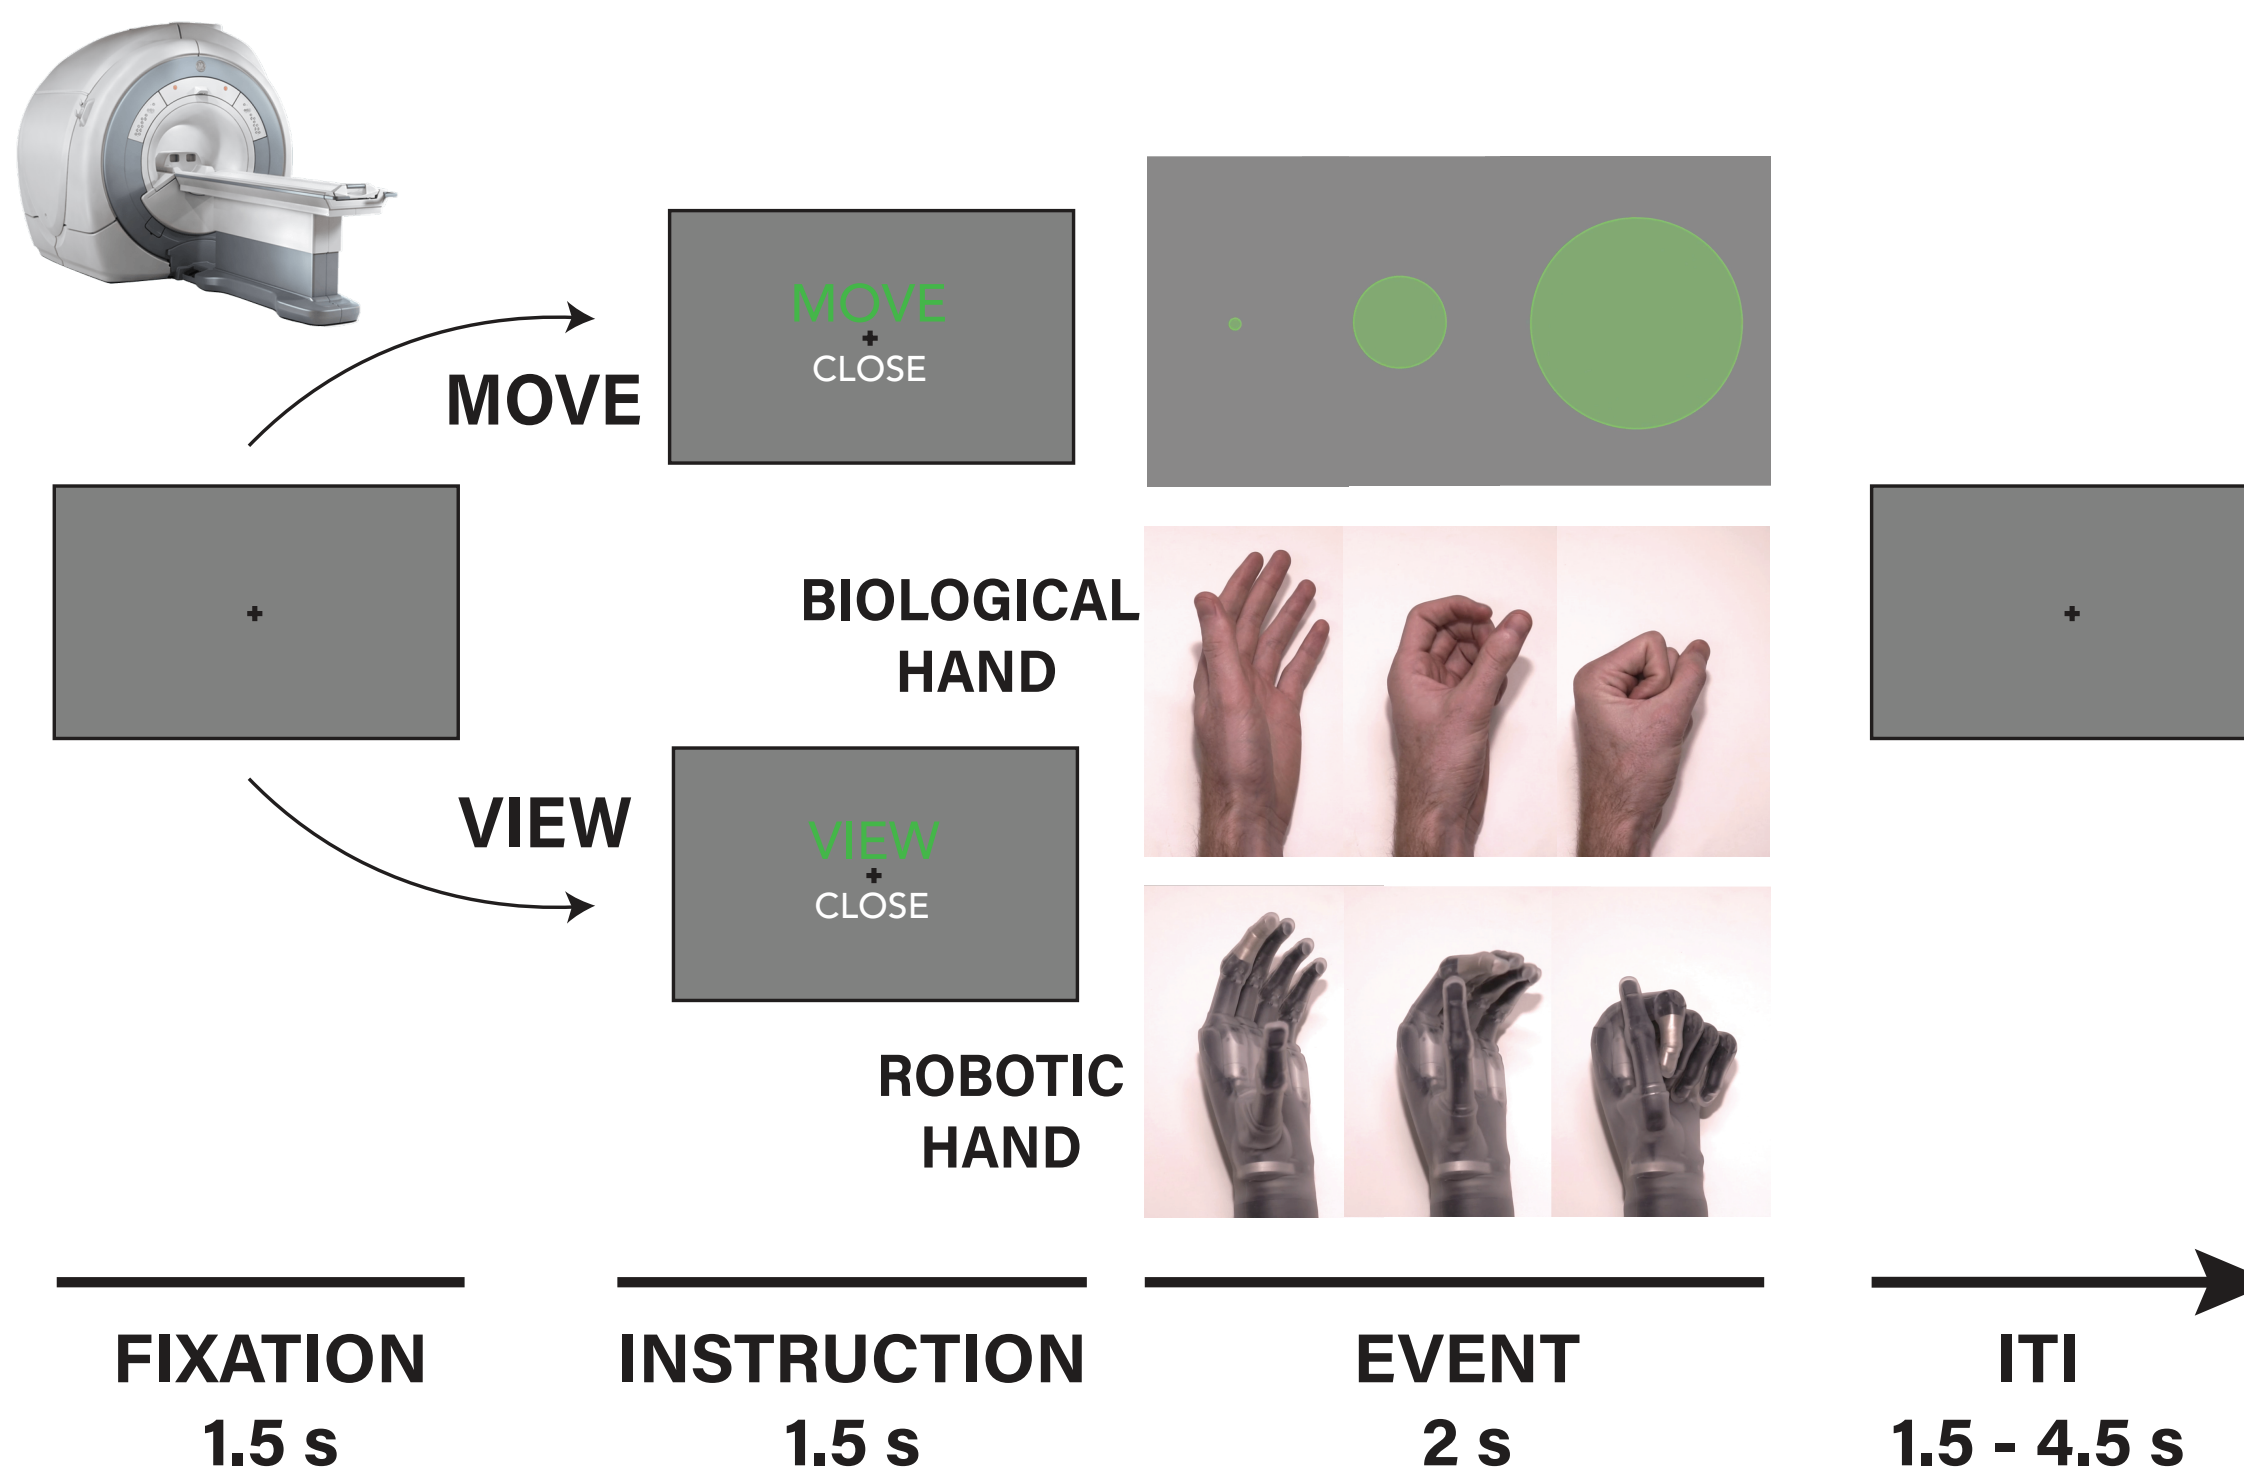 MOVE
MOVE
CLOSE
BIOLOGICAL
HAND
VIEW
VIEW
CLOSE
ROBOTIC
HAND
FIXATION
1.5 s
INSTRUCTION
1.5 s
EVENT
2 s
ITI
1.5 - 4.5 s